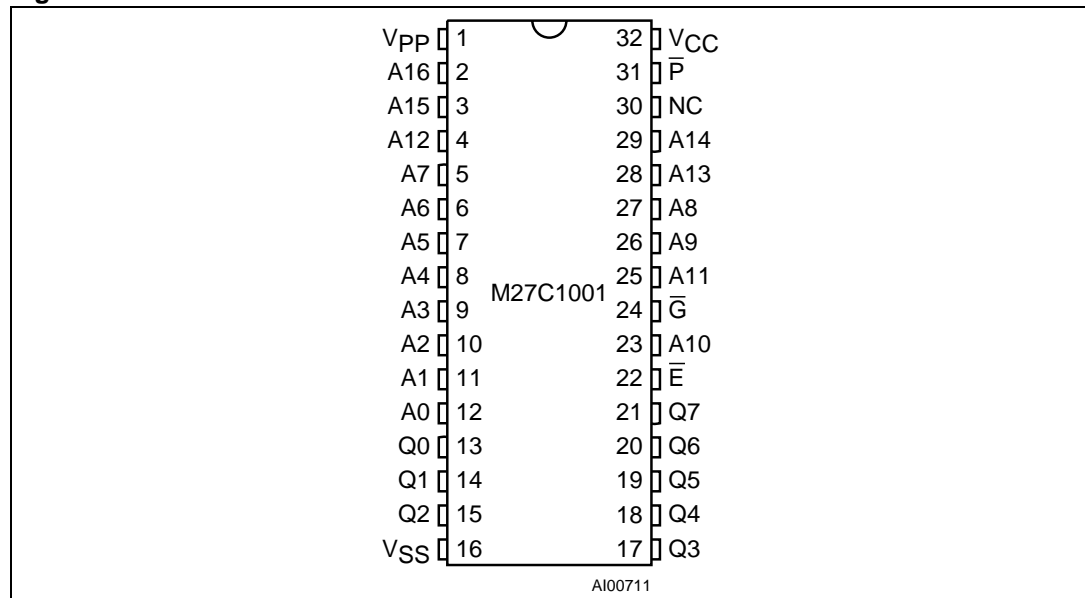 VPP 1 32 VCC
A16 2 31 P̅
A15 3 30 NC
A12 4 29 A14
A7 5 28 A13
A6 6 27 A8
A5 7 26 A9
A4 8 25 A11
M27C1001
A3 9 24 G̅
A2 10 23 A10
A1 11 22 E̅
A0 12 21 Q7
Q0 13 20 Q6
Q1 14 19 Q5
Q2 15 18 Q4
VSS 16 17 Q3
AI00711